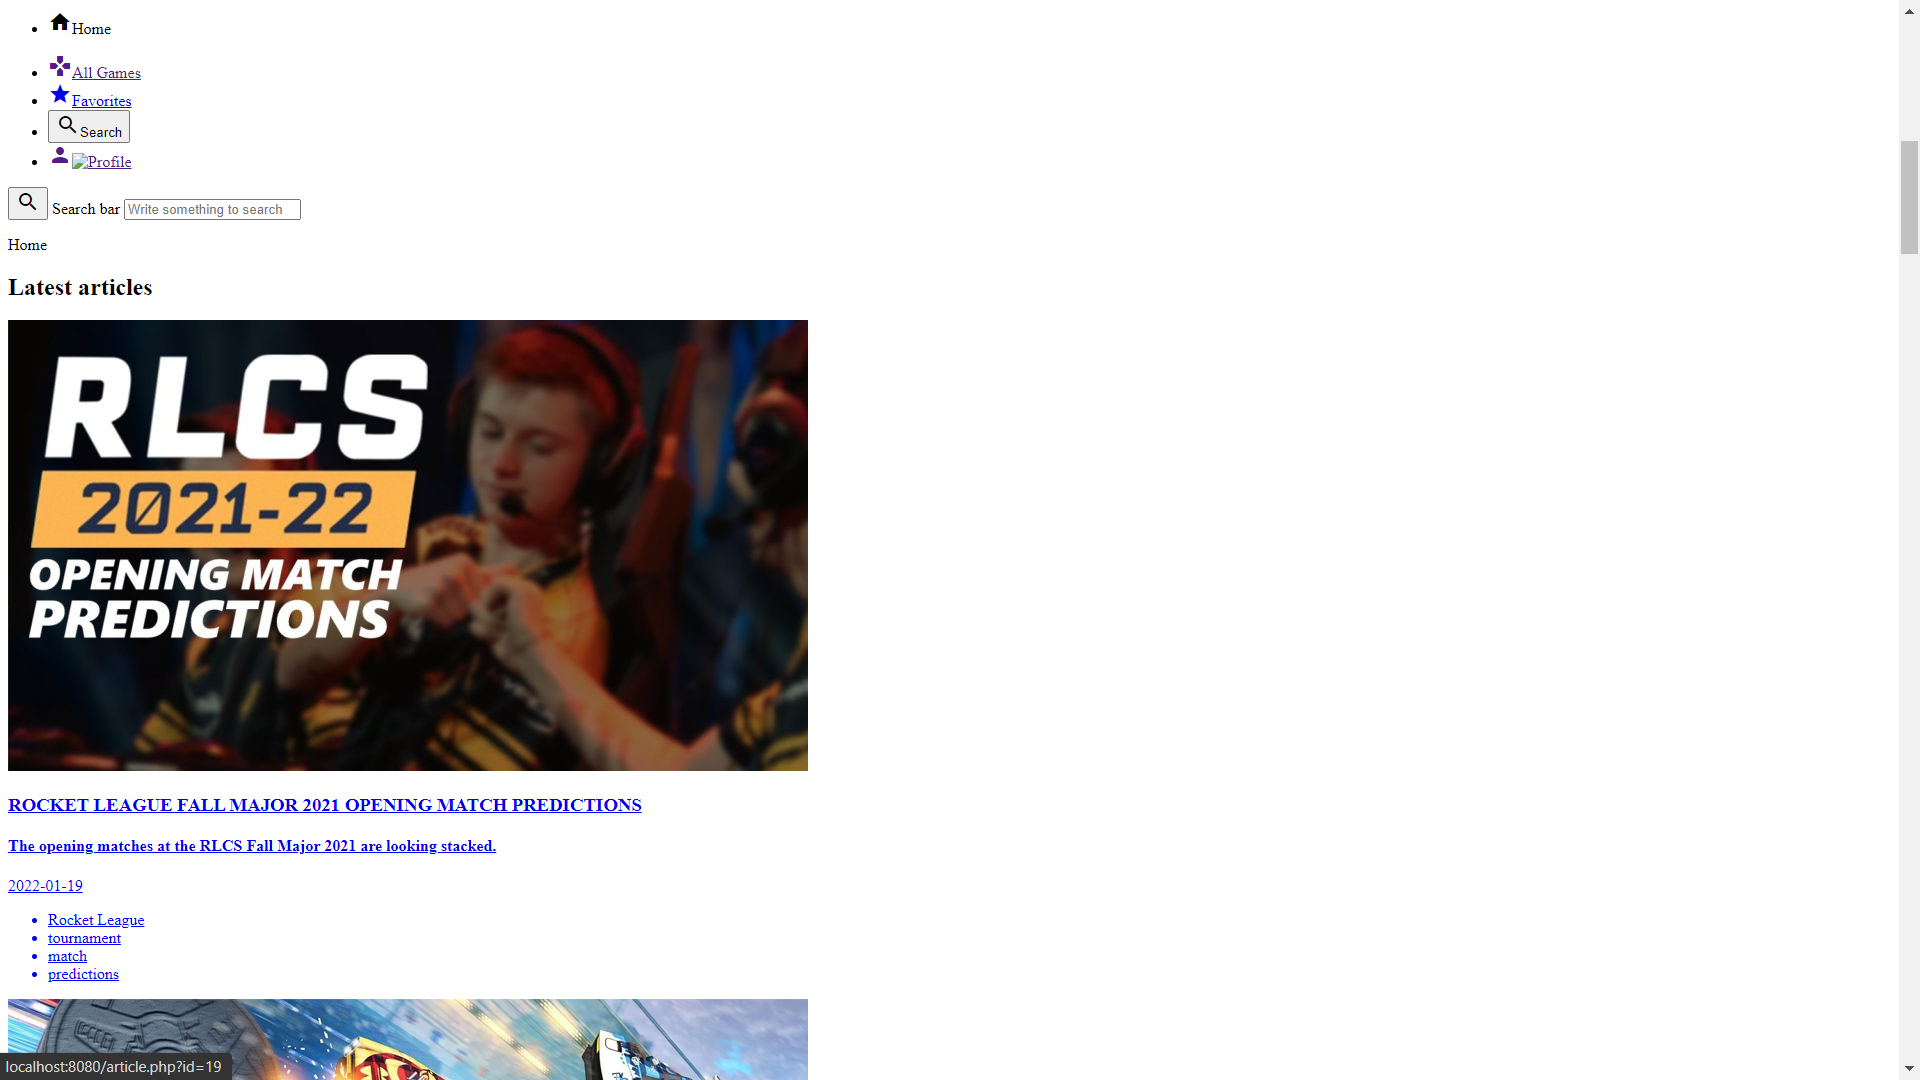 Home
All Games
Favorites
Search
Profile
Search bar Write something to search
Home
Latest articles
RLCS
2021-22
OPENING MATCH
PREDICTIONS
ROCKET LEAGUE FALL MAJOR 2021 OPENING MATCH PREDICTIONS
The opening matches at the RLCS Fall Major 2021 are looking stacked.
2022-01-19
Rocket League
tournament
match
predictions
localhost:8080/article.php?id=19